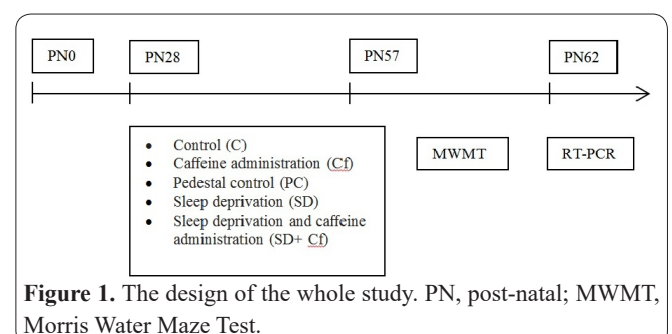 PN0
PN28
PN57
PN62
• Control (C)
• Caffeine administration (Cf)
• Pedestal control (PC)
• Sleep deprivation (SD)
• Sleep deprivation and caffeine
administration (SD+ Cf)
MWMT
RT-PCR
Figure 1. The design of the whole study. PN, post-natal; MWMT,
Morris Water Maze Test.